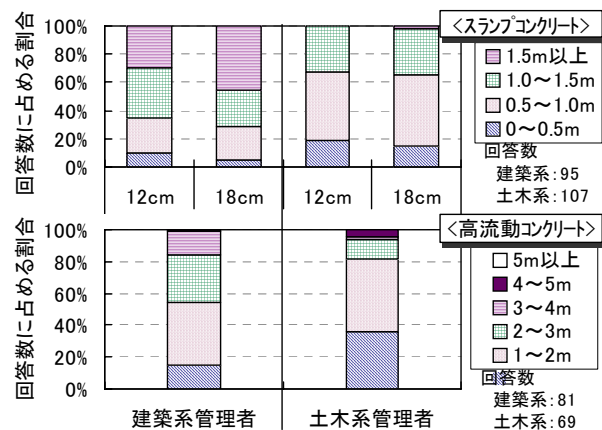 <スランプコンクリート>
回答数に占める割合
100%
80%
60%
40%
20%
0%
12cm
18cm
12cm
18cm
1.5m以上
1.0～1.5m
0.5～1.0m
0～0.5m
回答数
建築系:95
土木系:107
<高流動コンクリート>
回答数に占める割合
100%
80%
60%
40%
20%
0%
建築系管理者
土木系管理者
5m以上
4～5m
3～4m
2～3m
1～2m
回答数
建築系:81
土木系:69